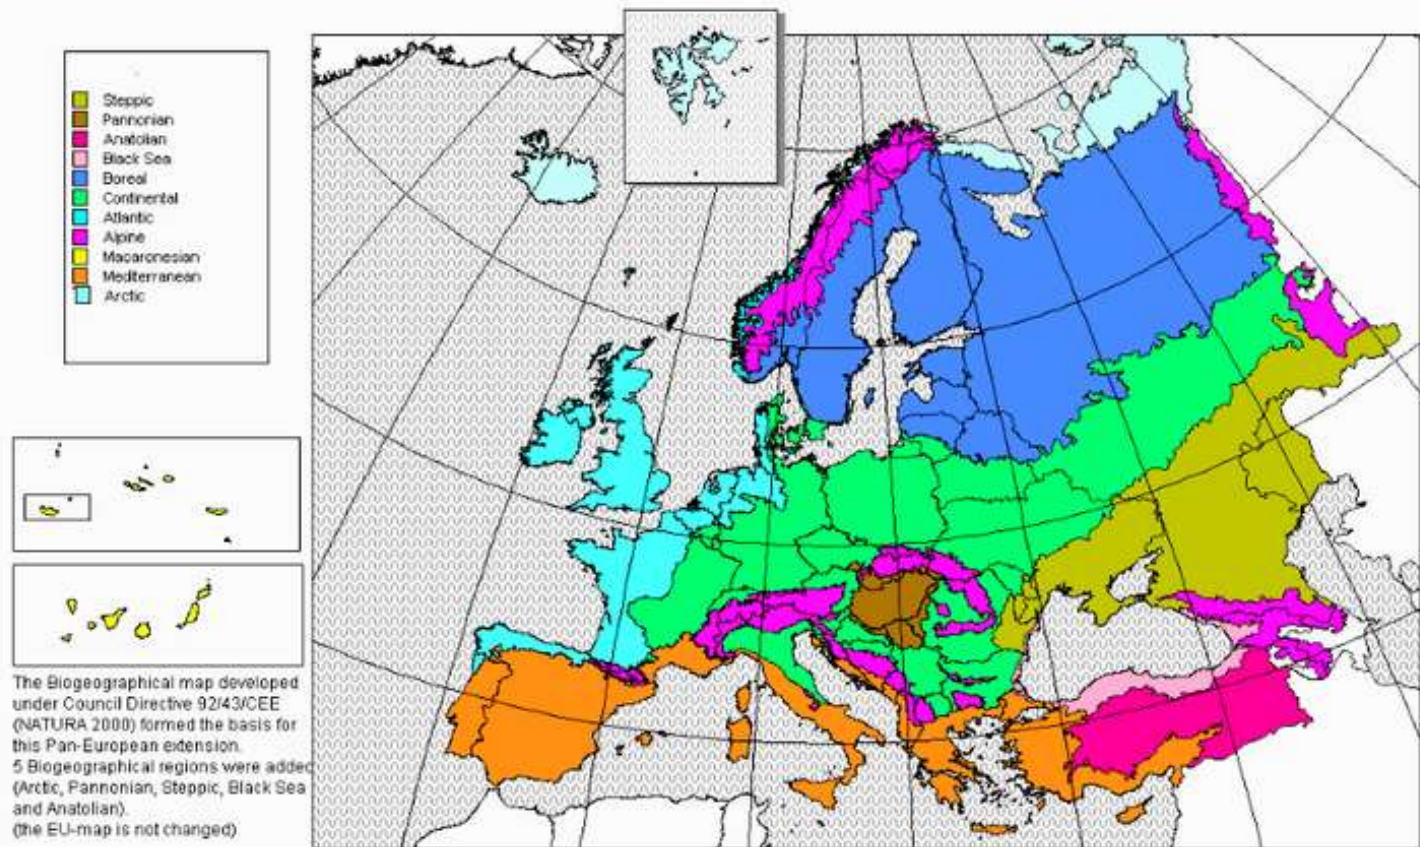 Steppic
Pannonian
Anatolian
Black Sea
Boreal
Continental
Atlantic
Alpine
Macaronesian
Mediterranean
Arctic
The Biogeographical map developed
under Council Directive 92/43/CEE
(NATURA 2000) formed the basis for
this Pan-European extension.
5 Biogeographical regions were added
(Arctic, Pannonian, Steppic, Black Sea
and Anatolian).
(the EU-map is not changed)